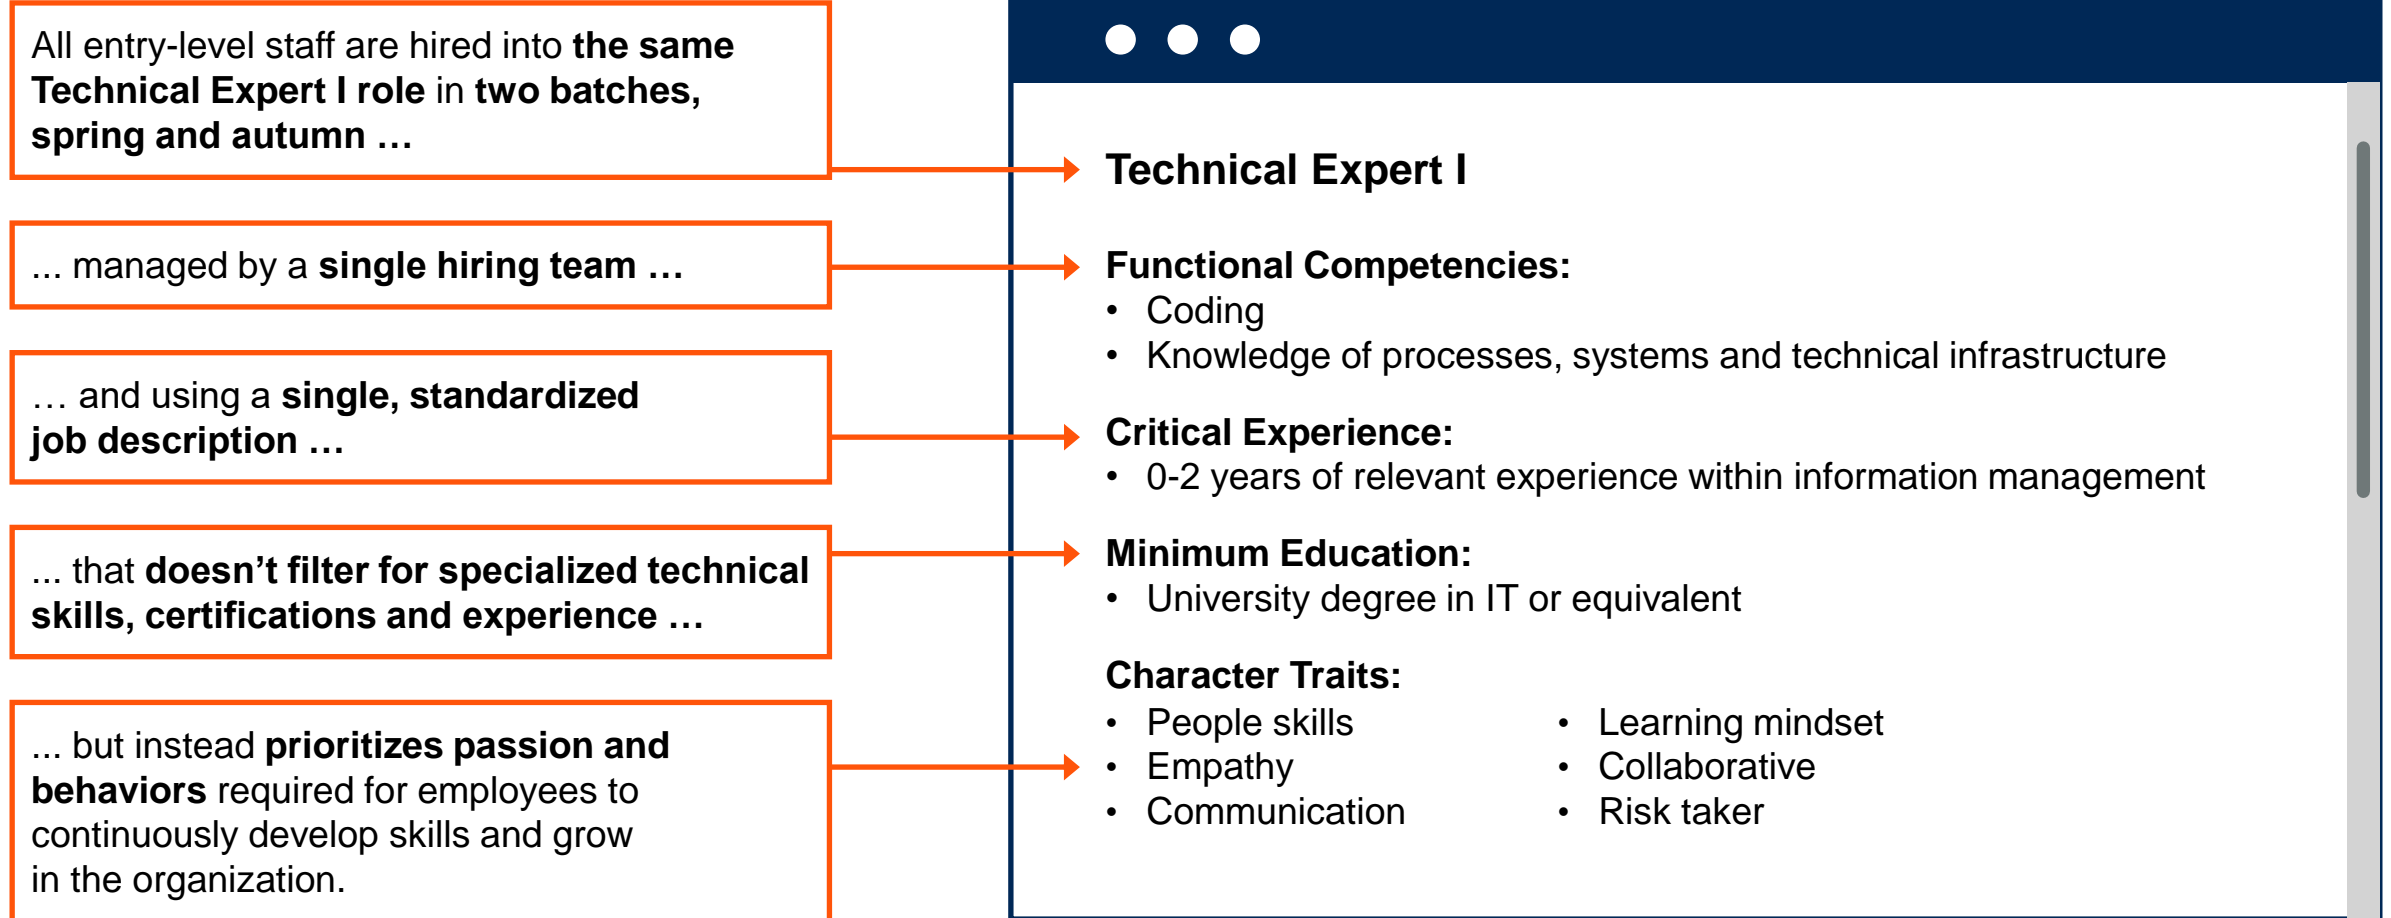 All entry-level staff are hired into the same
Technical Expert I role in two batches,
spring and autumn …
... managed by a single hiring team …
… and using a single, standardized
job description …
... that doesn’t filter for specialized technical
skills, certifications and experience …
... but instead prioritizes passion and
behaviors required for employees to
continuously develop skills and grow
in the organization.
Technical Expert I
Functional Competencies:
• Coding
• Knowledge of processes, systems and technical infrastructure
Critical Experience:
• 0-2 years of relevant experience within information management
Minimum Education:
• University degree in IT or equivalent
Character Traits:
• People skills
• Empathy
• Communication
• Learning mindset
• Collaborative
• Risk taker